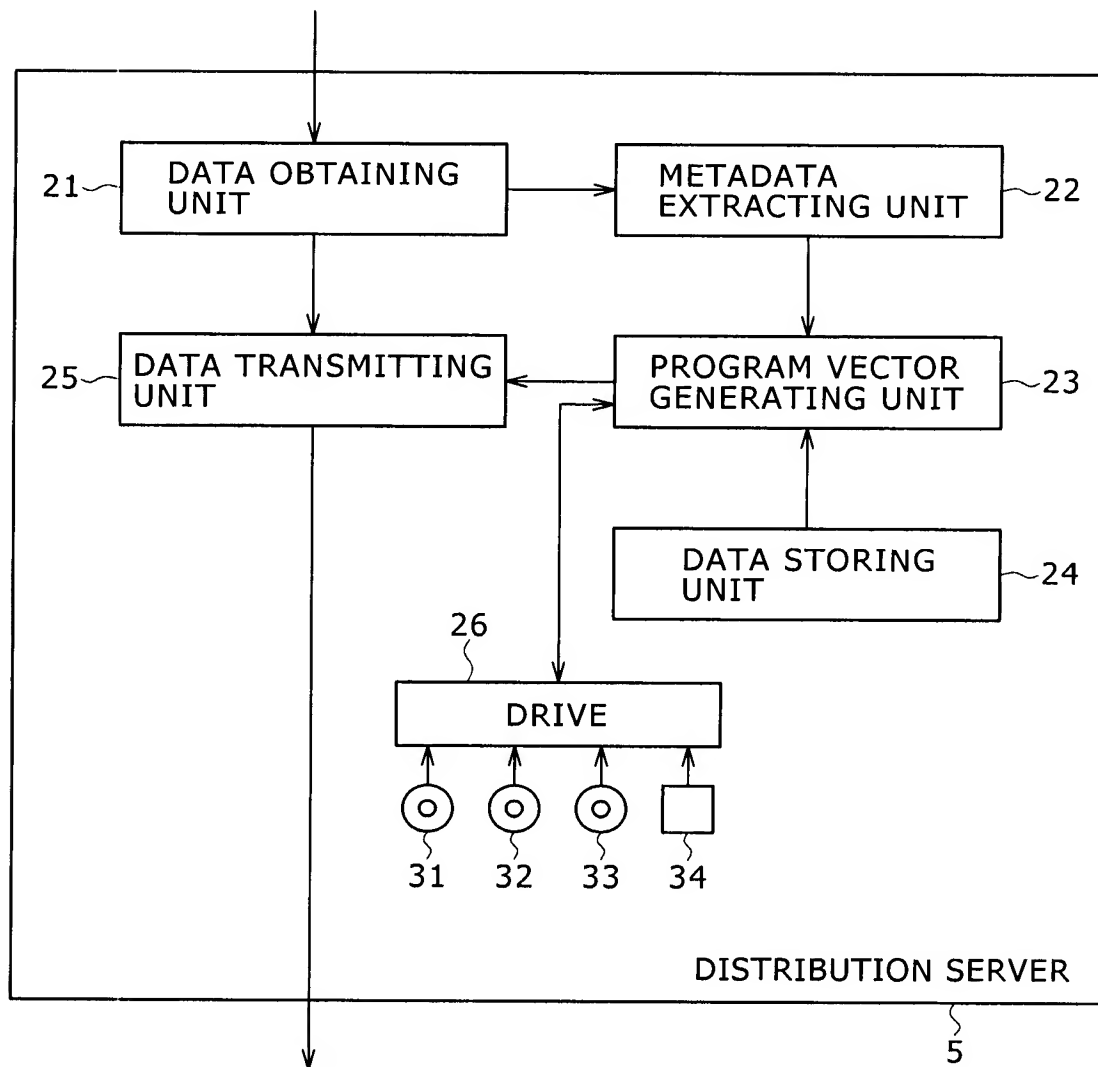 21
DATA OBTAINING
UNIT
METADATA
EXTRACTING UNIT
22
25
DATA TRANSMITTING
UNIT
PROGRAM VECTOR
GENERATING UNIT
23
DATA STORING
UNIT
24
26
DRIVE
31
32
33
34
DISTRIBUTION SERVER
5